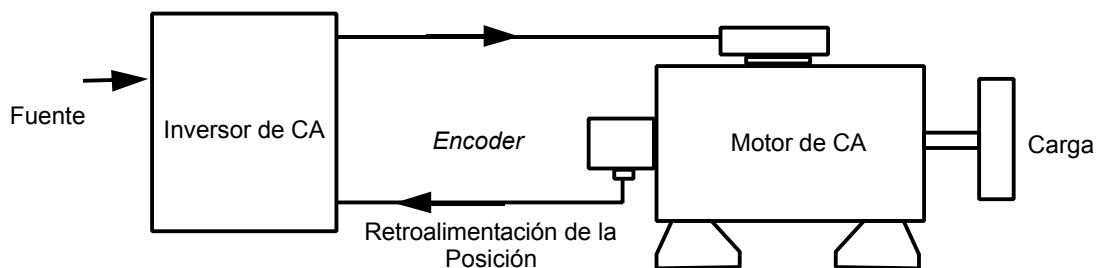 Fuente
Inversor de CA
Encoder
Motor de CA
Carga
Retroalimentación de la
Posición